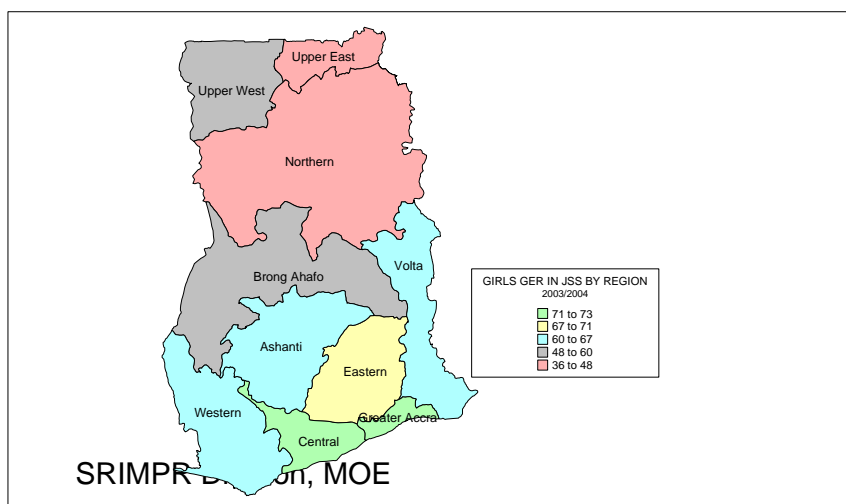 Upper East
Upper West
Northern
Volta
Brong Ahafo
GIRLS GER IN JSS BY REGION
2003/2004
71 to 73
67 to 71
60 to 67
48 to 60
36 to 48
Ashanti
Eastern
Western
Greater Accra
Central
SRIMPR Division, MOE